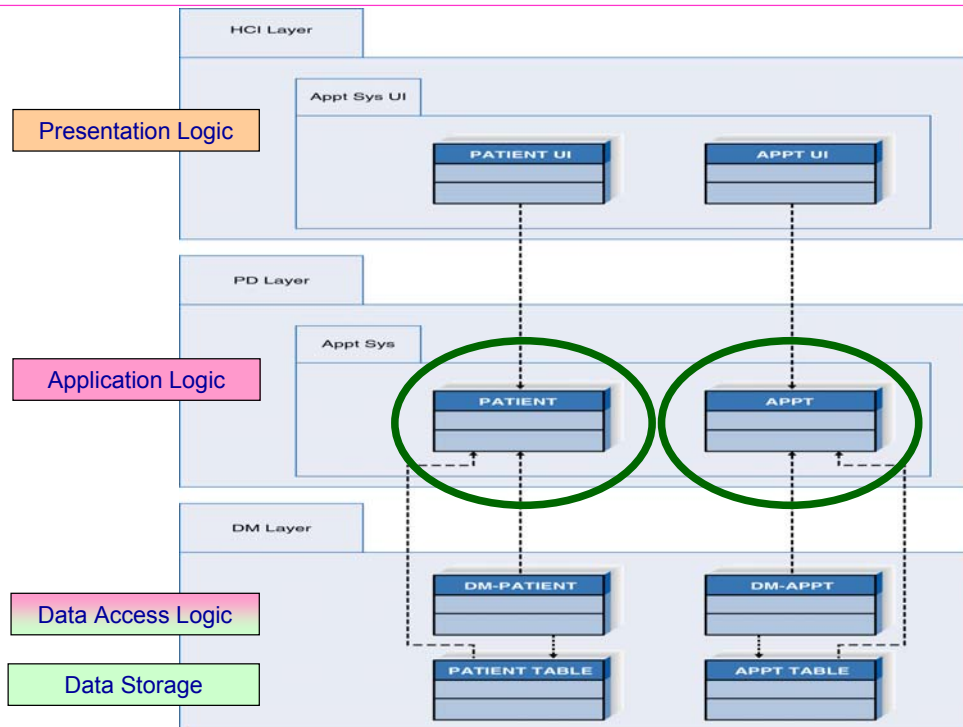 HCI Layer
Appt Sys UI
Presentation Logic
PATIENT UI
APPT UI
PD Layer
Appt Sys
Application Logic
PATIENT
APPT
DM Layer
Data Access Logic
DM-PATIENT
DM-APPT
Data Storage
PATIENT TABLE
APPT TABLE